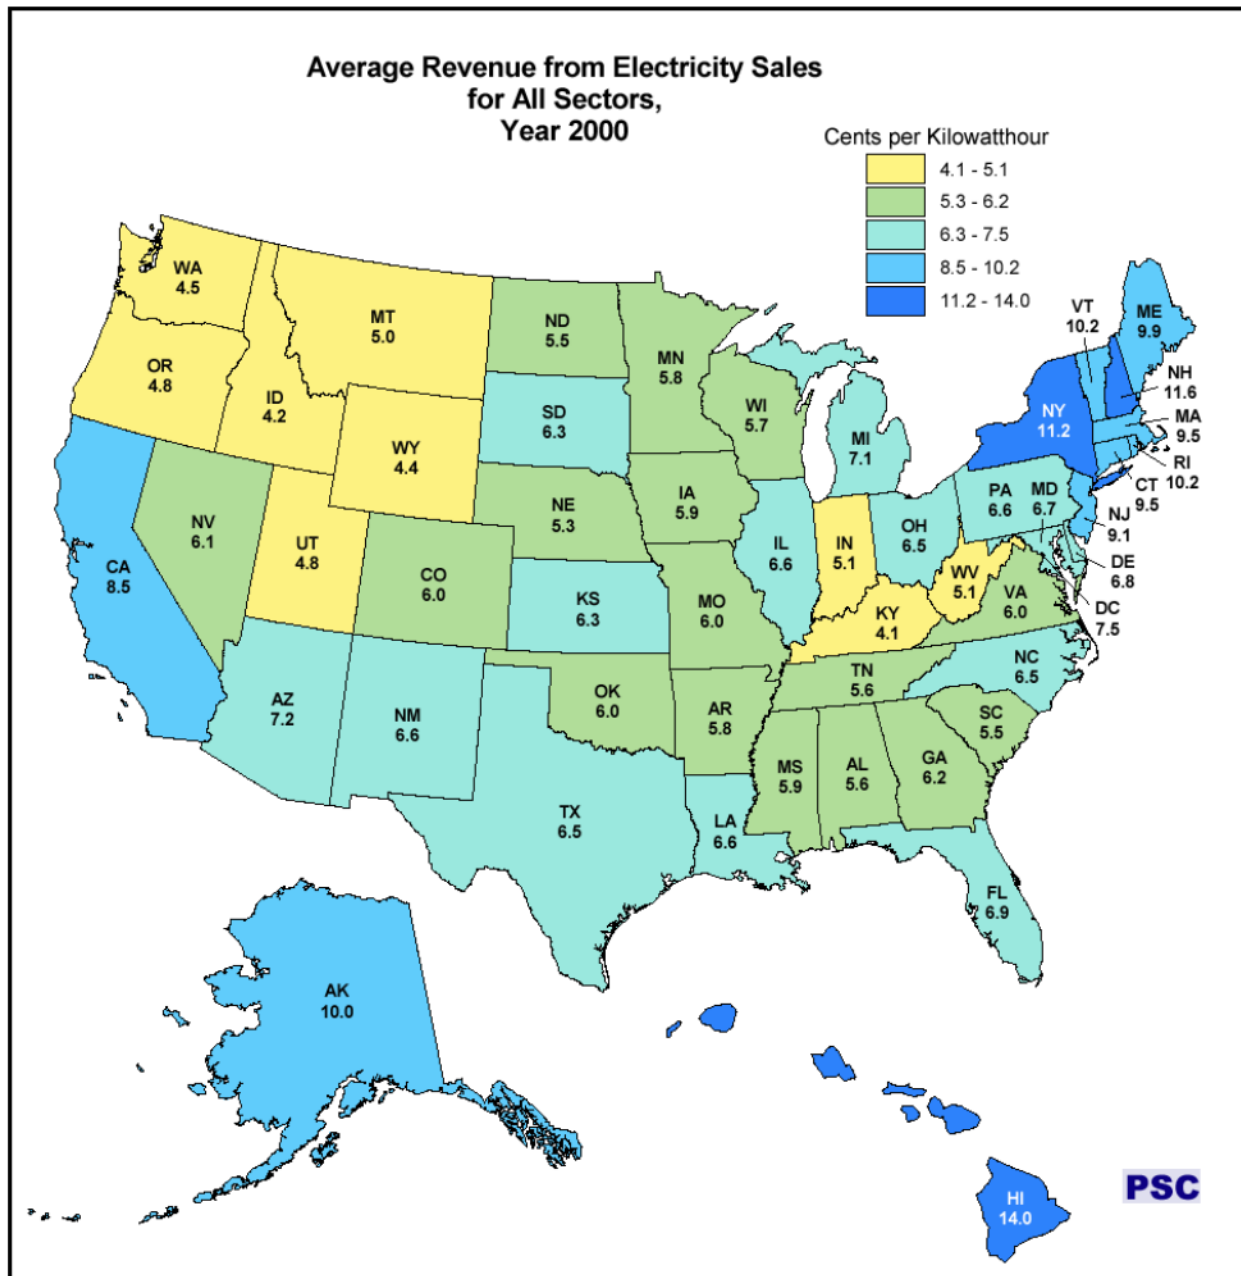 Average Revenue from Electricity Sales
for All Sectors,
Year 2000
Cents per Kilowatthour
4.1 - 5.1
5.3 - 6.2
6.3 - 7.5
8.5 - 10.2
11.2 - 14.0
WA
4.5
MT
5.0
ND
5.5
MN
5.8
VT
10.2
ME
9.9
OR
4.8
ID
4.2
SD
6.3
WI
5.7
MI
7.1
NY
11.2
NH
11.6
MA
9.5
RI
10.2
CT
9.5
WY
4.4
NE
5.3
IA
5.9
PA
6.6
MD
6.7
NJ
9.1
NV
6.1
UT
4.8
CO
6.0
IL
6.6
IN
5.1
OH
6.5
WV
5.1
DE
6.8
CA
8.5
KS
6.3
MO
6.0
KY
4.1
VA
6.0
DC
7.5
AZ
7.2
NM
6.6
OK
6.0
AR
5.8
TN
5.6
NC
6.5
SC
5.5
MS
5.9
AL
5.6
GA
6.2
TX
6.5
LA
6.6
FL
6.9
AK
10.0
HI
14.0
PSC